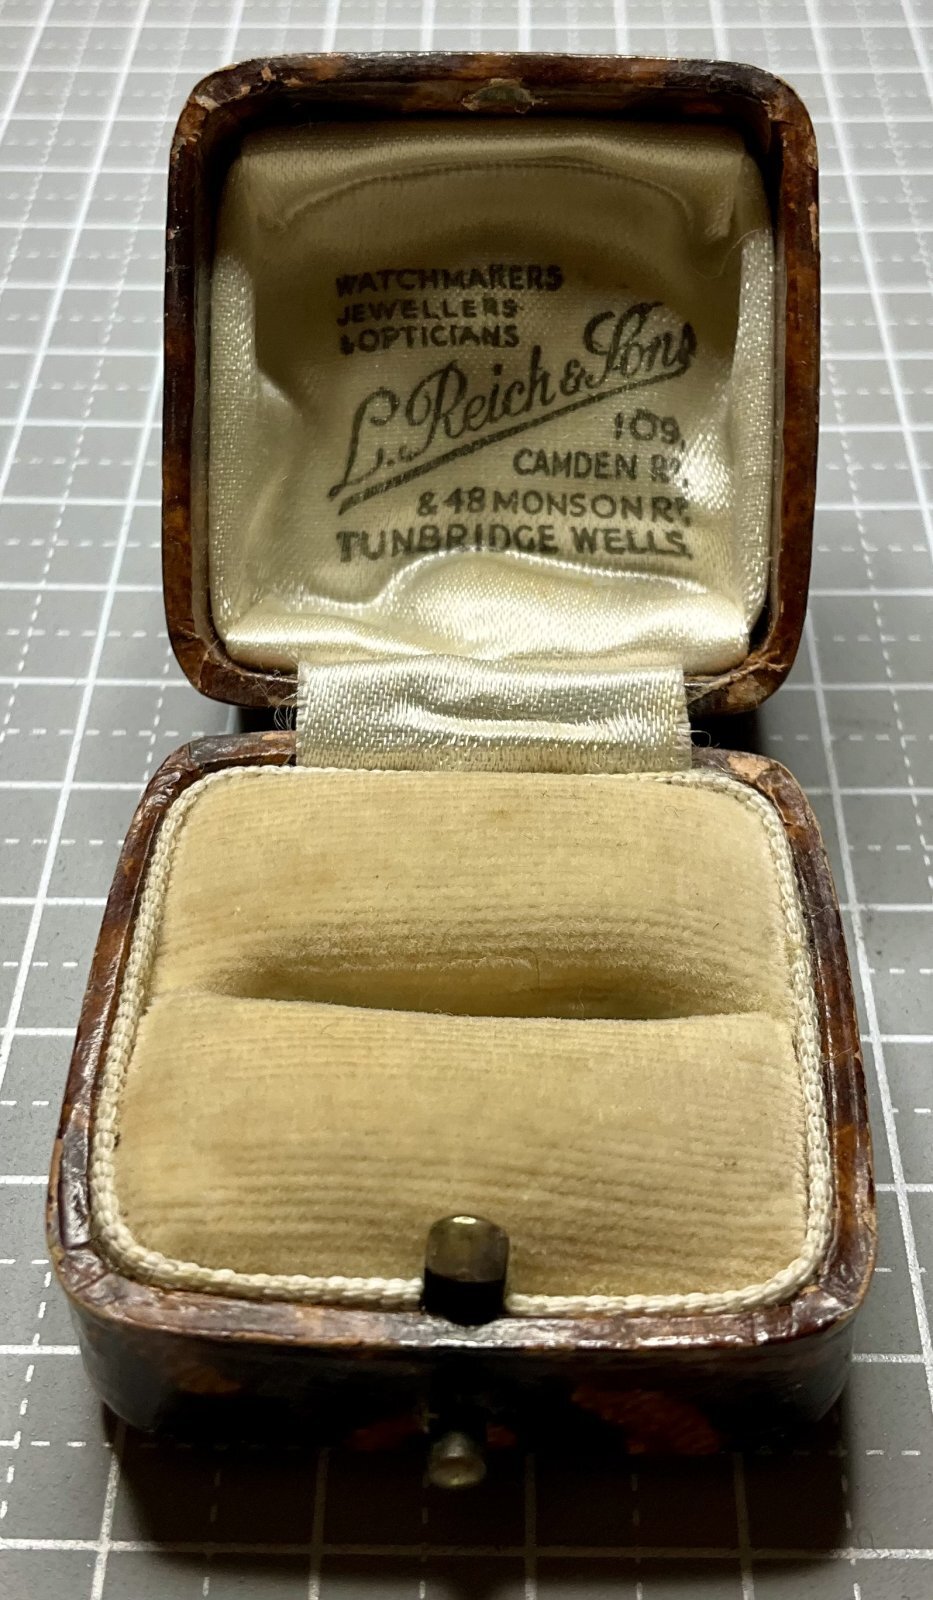 WATCHMAKERS
JEWELLERS
& OPTICIANS
L. Reich & Sons
109,
CAMDEN RD.
& 48 MONSON RD.
TUNBRIDGE WELLS.